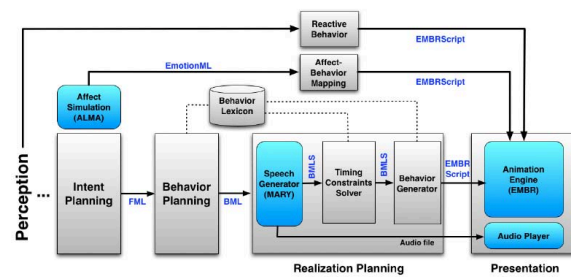 Reactive
Behavior
EMBRScript
EmotionML
Affect-
Behavior
Mapping
EMBRScript
Affect
Simulation
(ALMA)
Behavior
Lexicon
Perception ...
Intent
Planning
FML
Behavior
Planning
BML
Speech
Generator
(MARY)
BMLS
Timing
Constraints
Solver
BMLS
Behavior
Generator
EMBR
Script
Animation
Engine
(EMBR)
Audio file
Audio Player
Realization Planning
Presentation